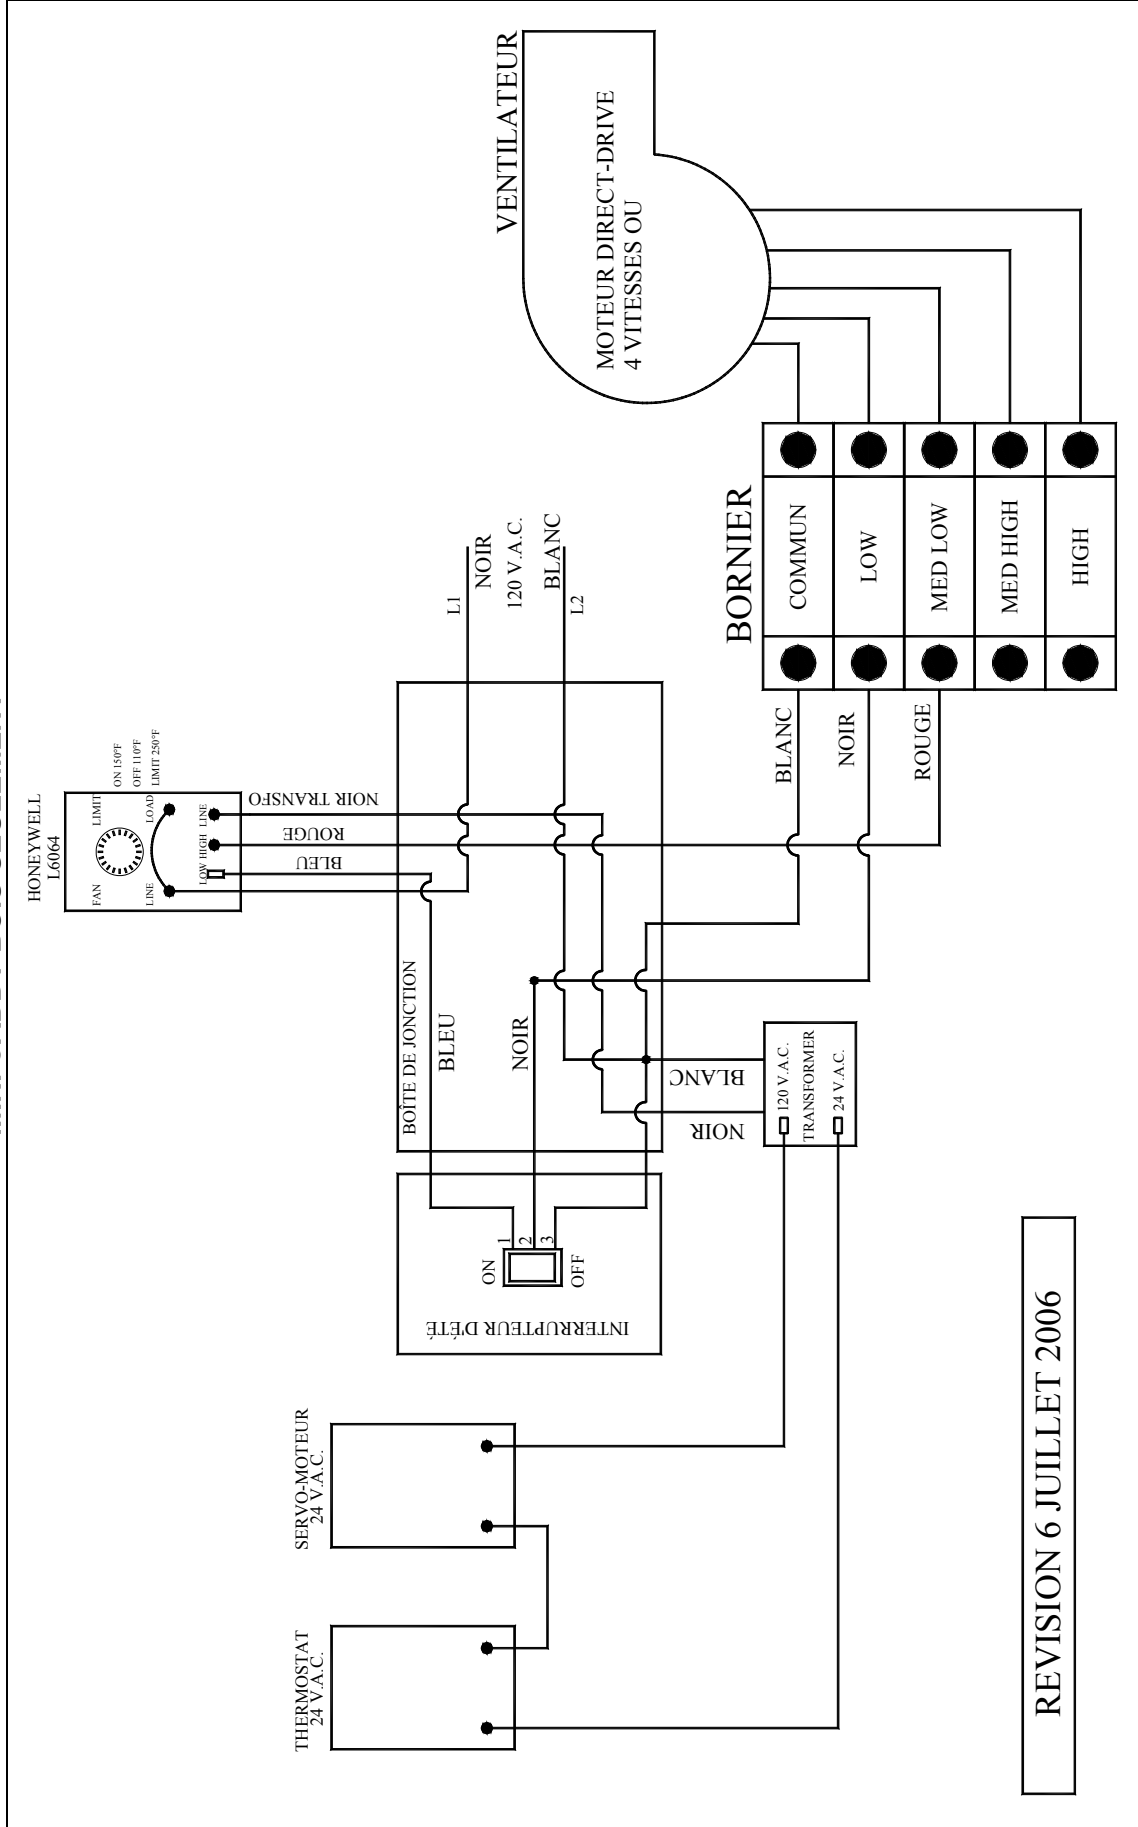 HONEYWELL
L6064
FAN
LIMIT
ON 150°F
OFF 110°F
LIMIT 250°F
LINE
LOAD
LOW
HIGH
LINE
BLEU
ROUGE
NOIR TRANSFO
VENTILATEUR
MOTEUR DIRECT-DRIVE
4 VITESSES OU
L1
NOIR
120 V.A.C.
BLANC
L2
BOÎTE DE JONCTION
BLEU
NOIR
BLANC
NOIR
BORNIER
COMMUN
LOW
MED LOW
MED HIGH
HIGH
BLANC
NOIR
ROUGE
120 V.A.C.
TRANSFORMER
24 V.A.C.
INTERRUPTEUR D'ÉTÉ
ON
1
2
3
OFF
SERVO-MOTEUR
24 V.A.C.
THERMOSTAT
24 V.A.C.
REVISION 6 JUILLET 2006